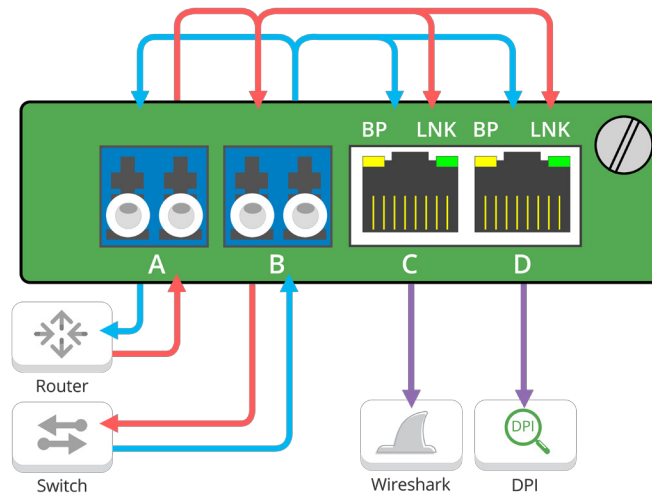 BP LNK BP LNK
A B C D
Router
Switch
DPI
Wireshark DPI